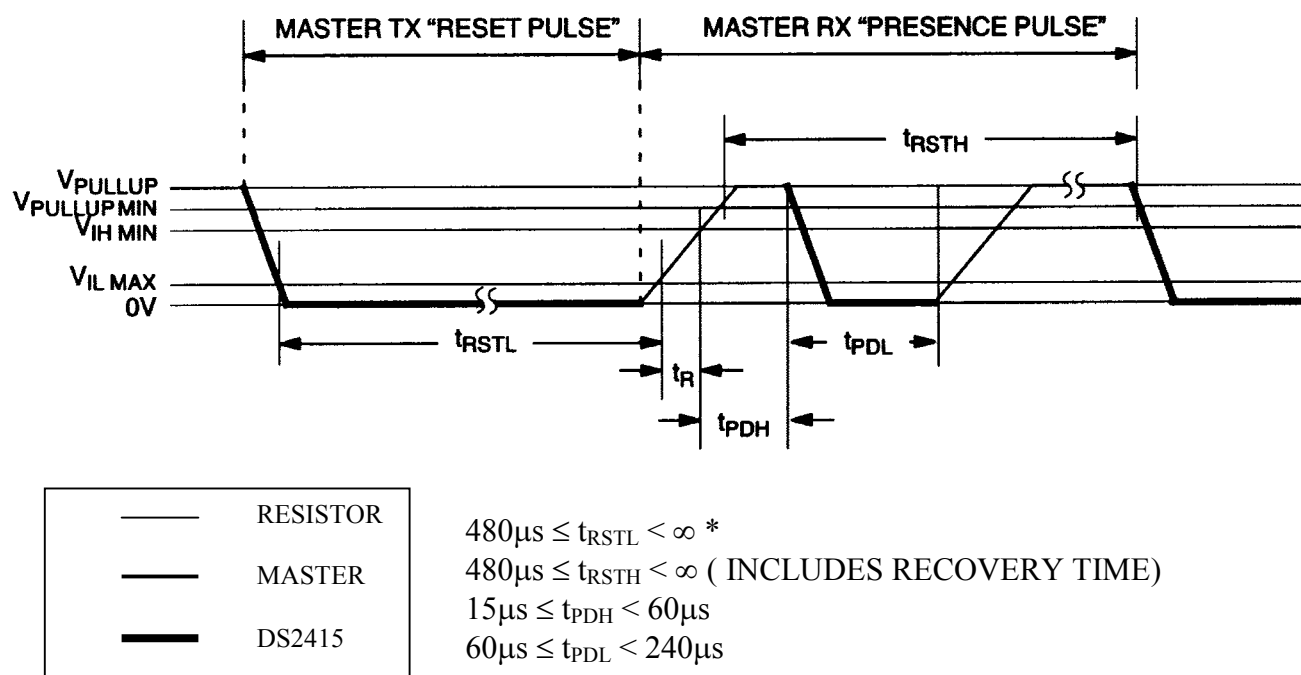 MASTER TX “RESET PULSE” MASTER RX “PRESENCE PULSE”
tRSTH
VPULLUP
VPULLUP MIN
VIH MIN
VIL MAX
0V
tRSTL
tPDL
tR
tPDH
RESISTOR
MASTER
DS2415
480μs ≤ tRSTL < ∞ *
480μs ≤ tRSTH < ∞ ( INCLUDES RECOVERY TIME)
15μs ≤ tPDH < 60μs
60μs ≤ tPDL < 240μs